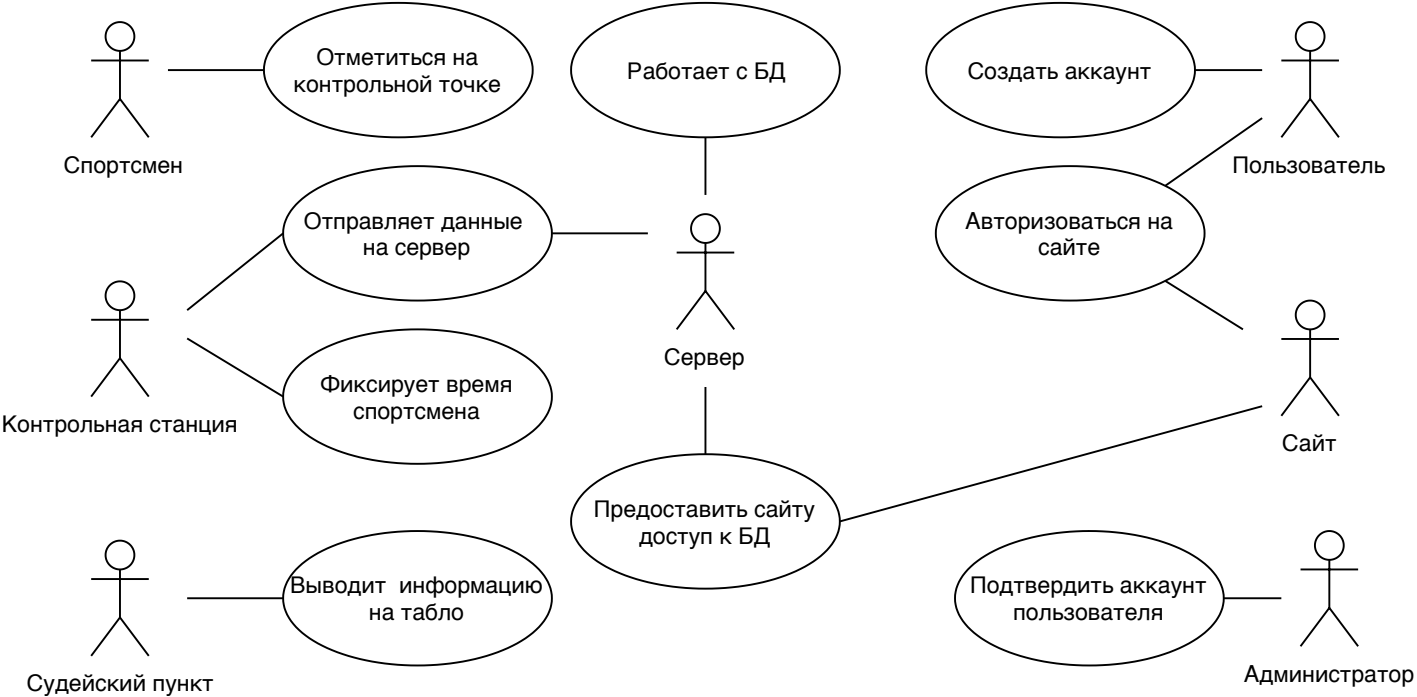 Отметиться на
контрольной точке
Работает с БД
Создать аккаунт
Спортсмен
Пользователь
Отправляет данные
на сервер
Авторизоваться на
сайте
Сервер
Фиксирует время
спортсмена
Контрольная станция
Сайт
Предоставить сайту
доступ к БД
Выводит информацию
на табло
Подтвердить аккаунт
пользователя
Судейский пункт
Администратор